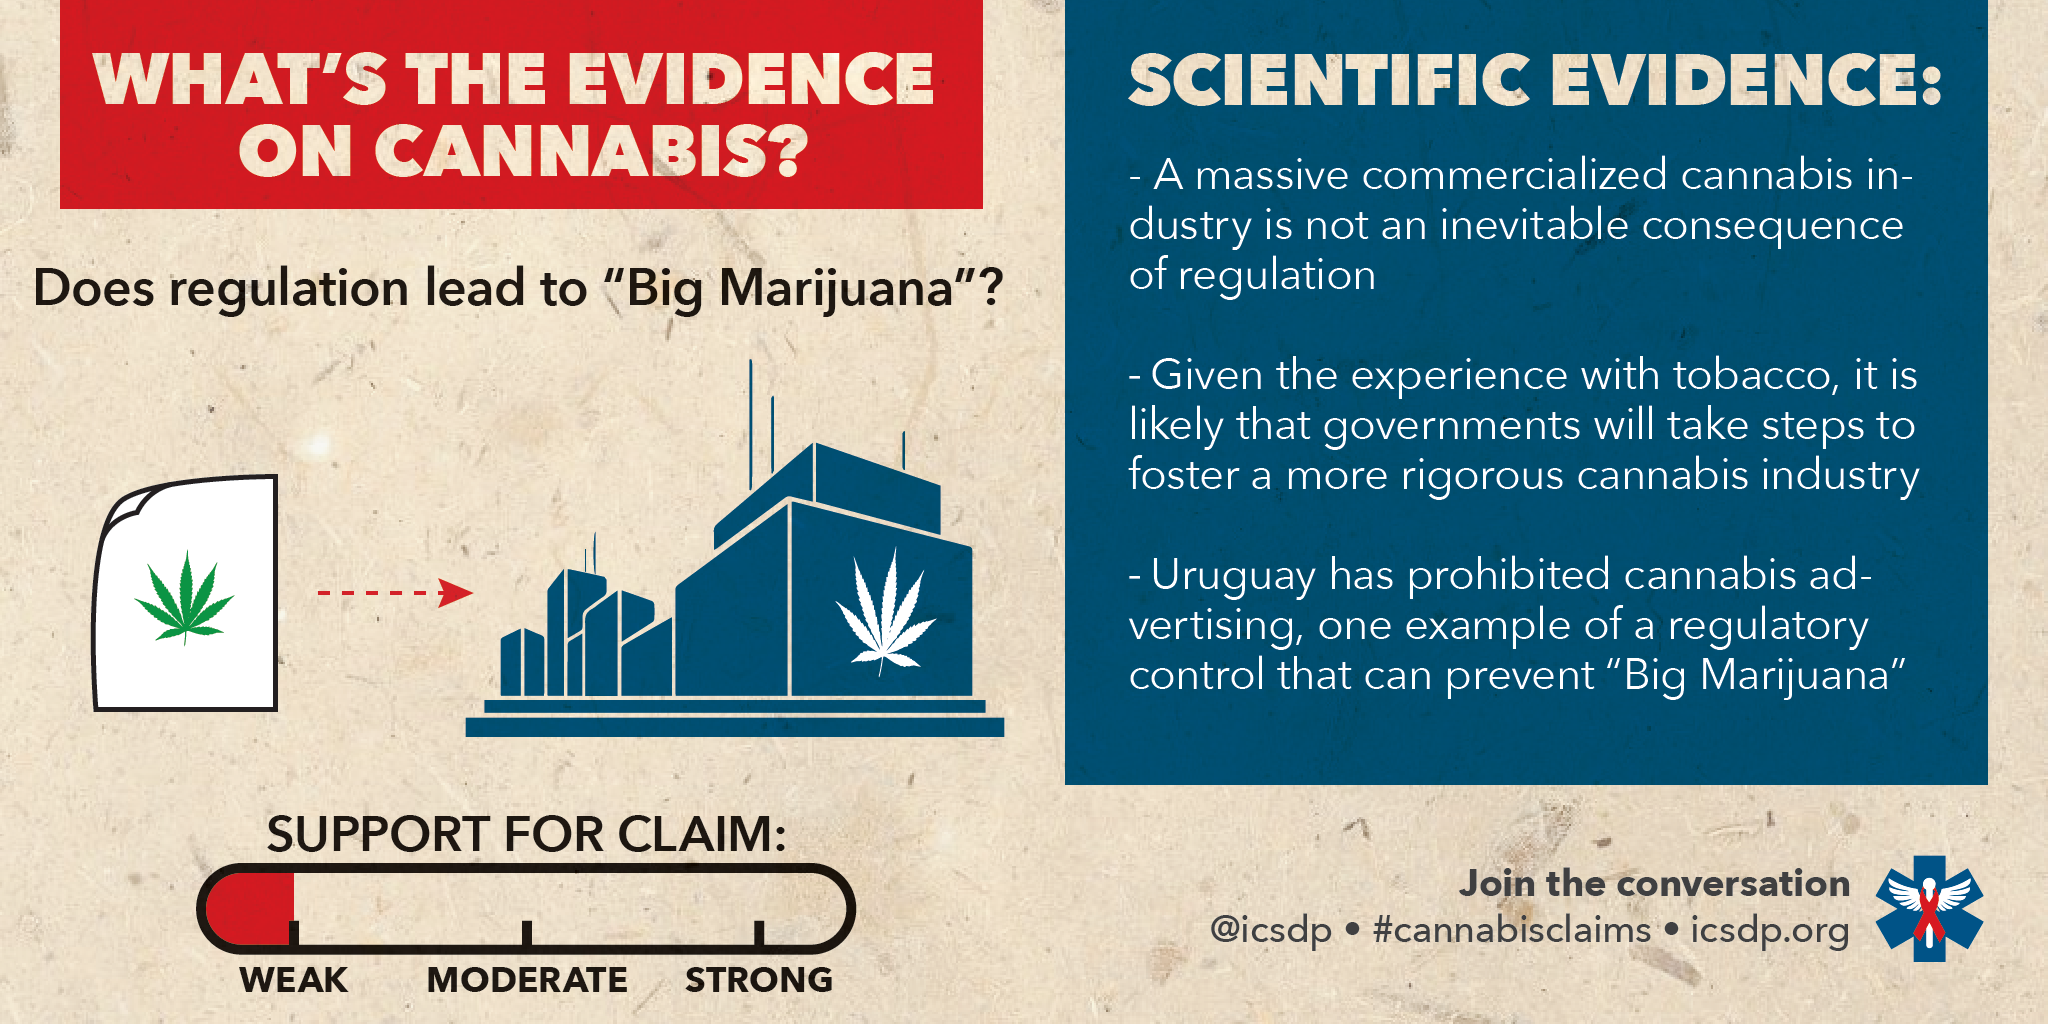 WHAT'S THE EVIDENCE
ON CANNABIS?
Does regulation lead to “Big Marijuana”?
SUPPORT FOR CLAIM:
WEAK MODERATE STRONG
SCIENTIFIC EVIDENCE:
- A massive commercialized cannabis in-
dustry is not an inevitable consequence
of regulation
- Given the experience with tobacco, it is
likely that governments will take steps to
foster a more rigorous cannabis industry
- Uruguay has prohibited cannabis ad-
vertising, one example of a regulatory
control that can prevent “Big Marijuana”
Join the conversation
@icsdp • #cannabisclaims • icsdp.org